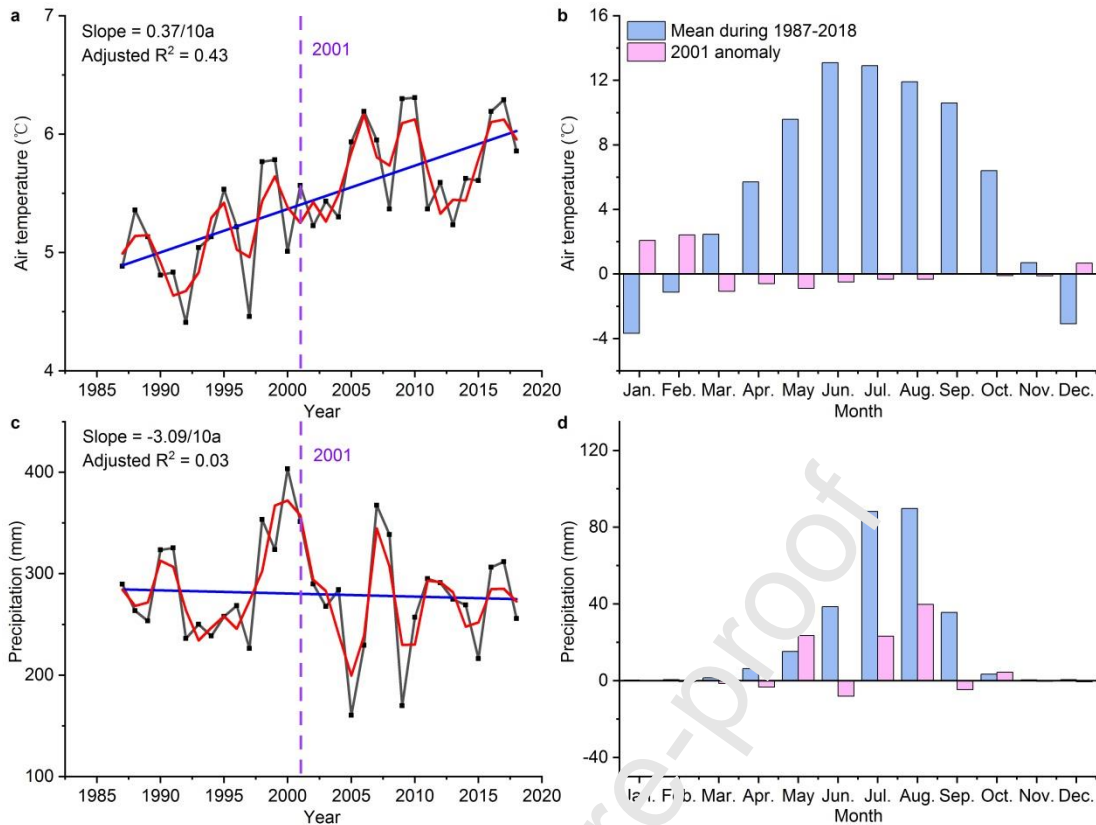 a
Slope = 0.37/10a
Adjusted R² = 0.43
2001
Air temperature (℃)
7
6
5
4
1985 1990 1995 2000 2005 2010 2015 2020
Year
b
Mean during 1987-2018
2001 anomaly
Air temperature (℃)
16
12
8
4
0
-4
Jan. Feb. Mar. Apr. May Jun. Jul. Aug. Sep. Oct. Nov. Dec.
Month
c
Slope = -3.09/10a
Adjusted R² = 0.03
2001
Precipitation (mm)
400
300
200
100
1985 1990 1995 2000 2005 2010 2015 2020
Year
d
Precipitation (mm)
120
80
40
0
-40
Jan. Feb. Mar. Apr. May Jun. Jul. Aug. Sep. Oct. Nov. Dec.
Month
re-proof